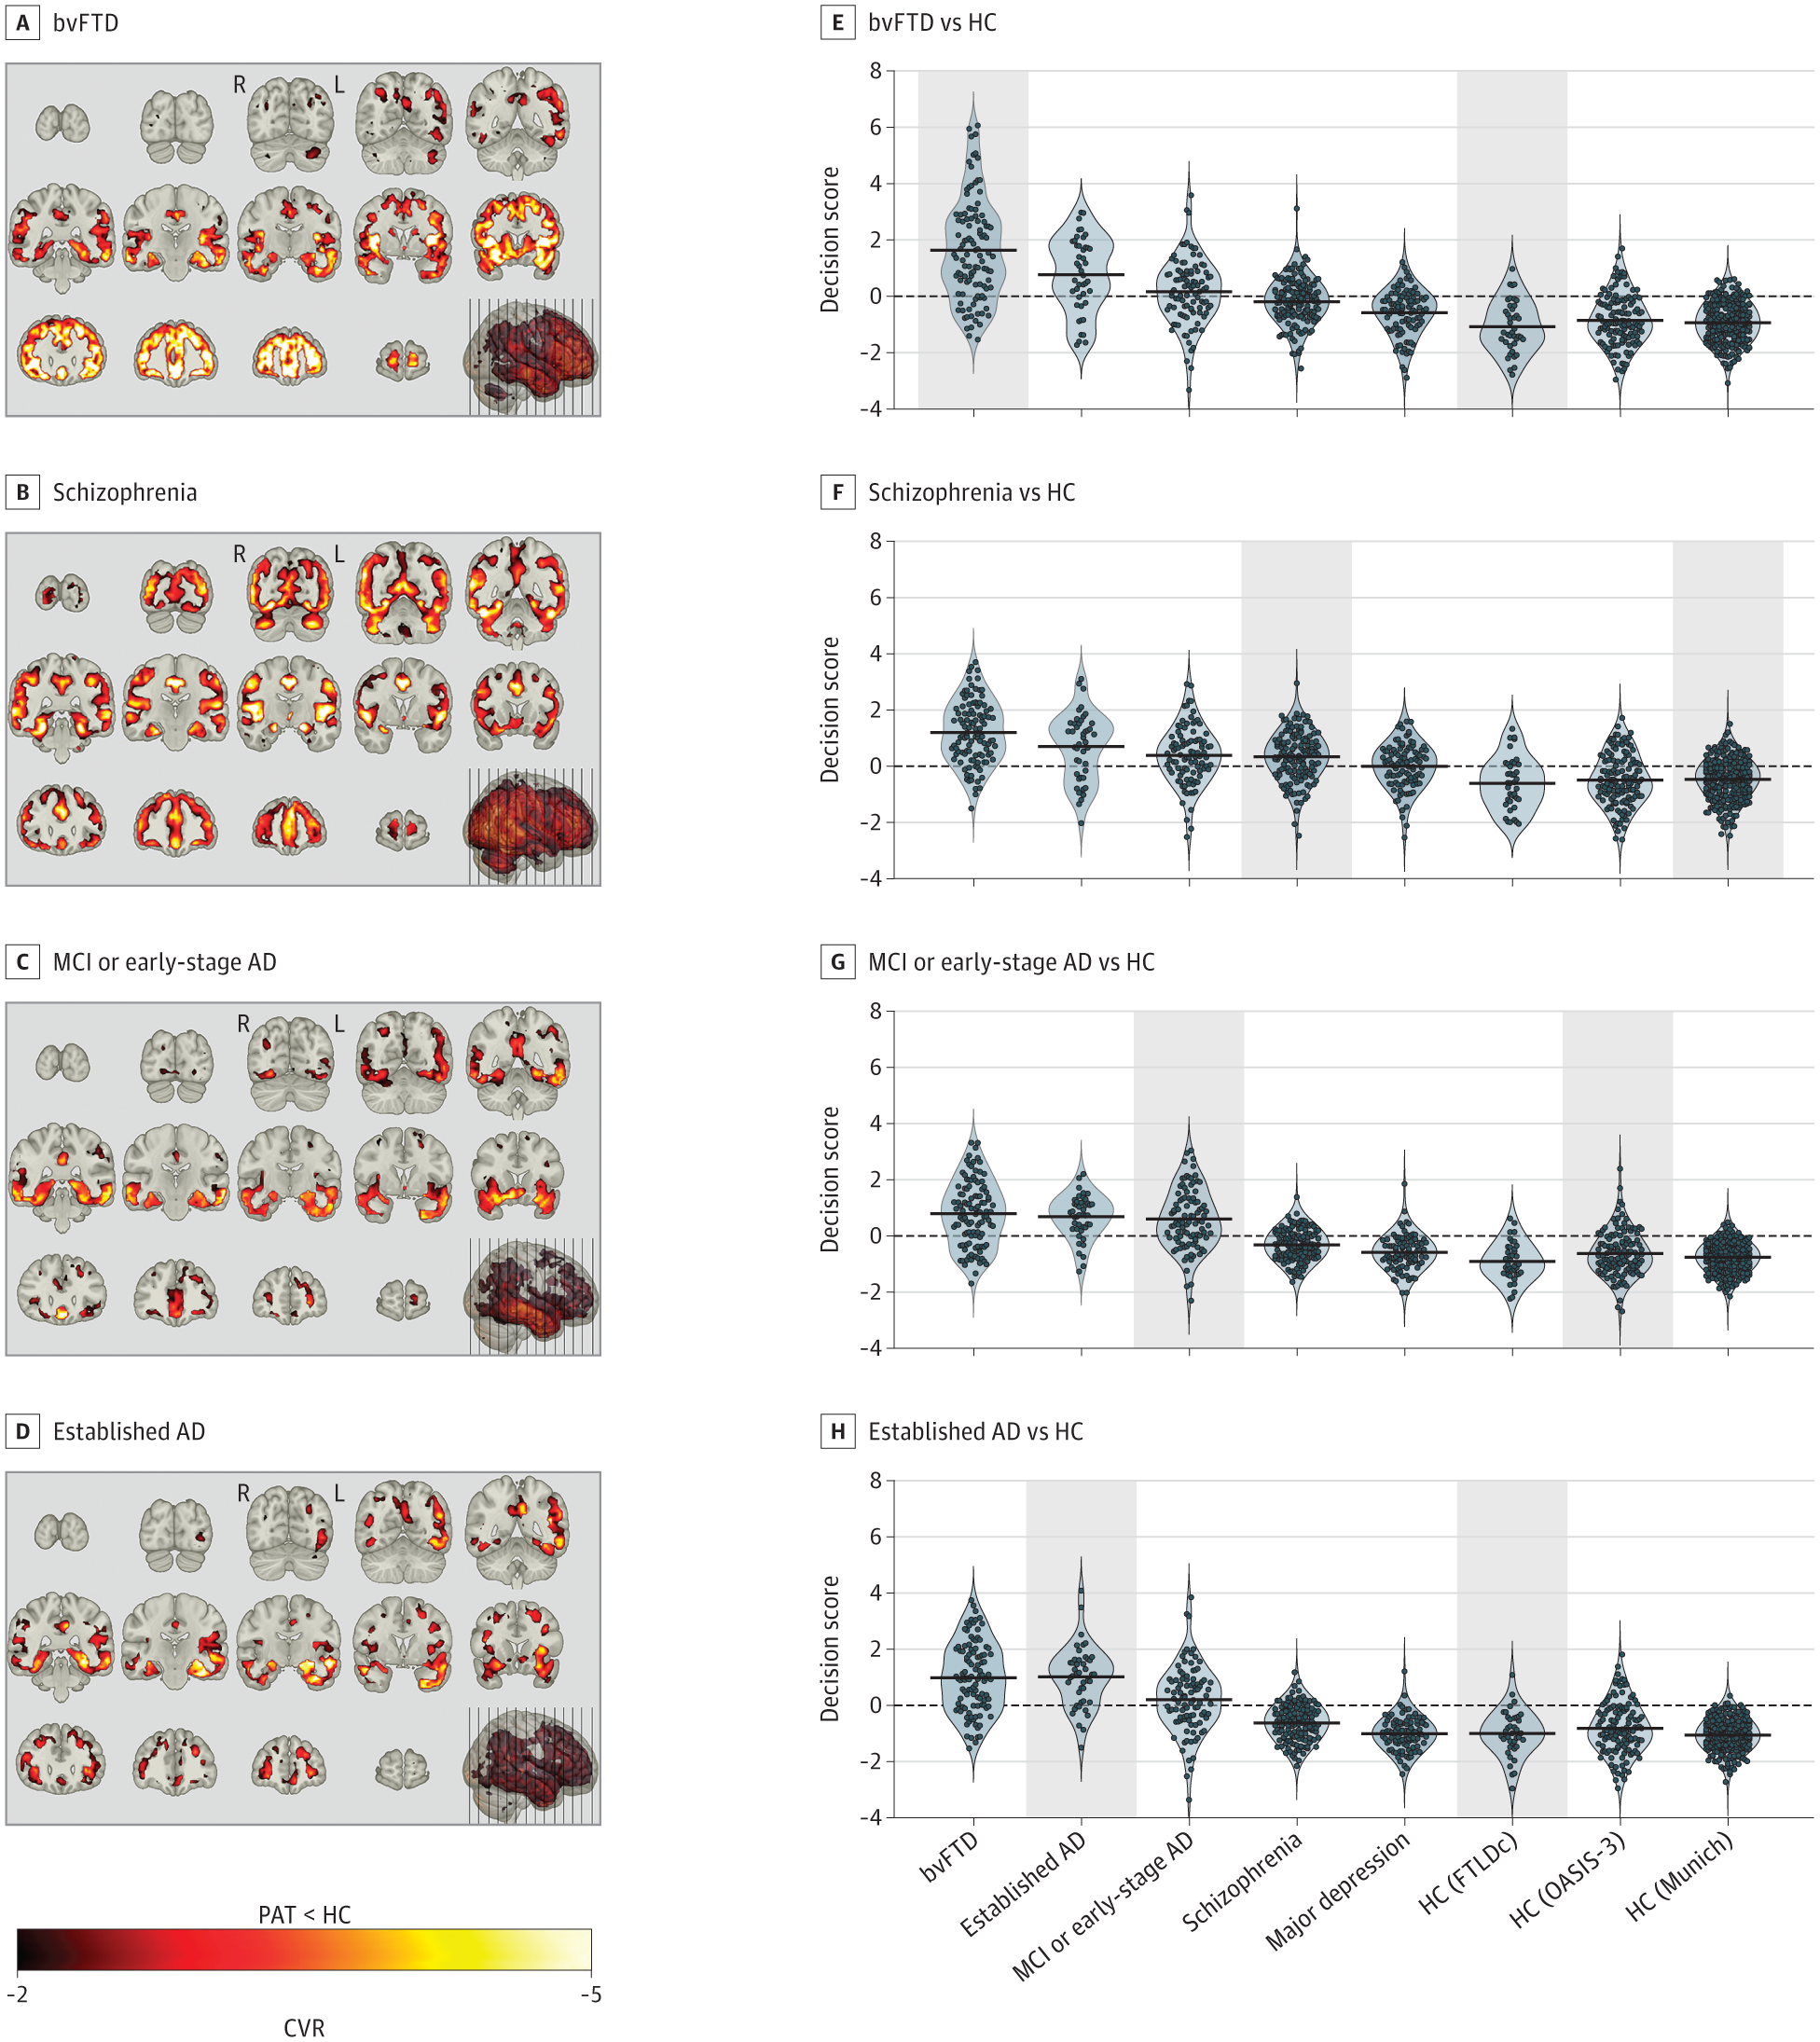 A bvFTD
R L
B Schizophrenia
R L
C MCI or early-stage AD
R L
D Established AD
R L
PAT < HC
-2 -5
CVR
E bvFTD vs HC
Decision score
8
6
4
2
0
-2
-4
F Schizophrenia vs HC
Decision score
8
6
4
2
0
-2
-4
G MCI or early-stage AD vs HC
Decision score
8
6
4
2
0
-2
-4
H Established AD vs HC
Decision score
8
6
4
2
0
-2
-4
bvFTD
Established AD
MCI or early-stage AD
Schizophrenia
Major depression
HC (FTLDc)
HC (OASIS-3)
HC (Munich)